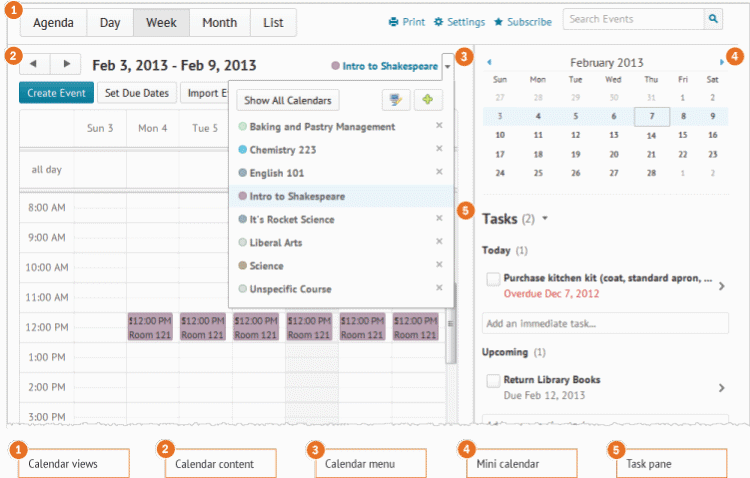 1
Agenda Day Week Month List
Print Settings Subscribe Search Events
2
Feb 3, 2013 - Feb 9, 2013
Intro to Shakespeare
3
Create Event Set Due Dates Import E
Show All Calendars
Baking and Pastry Management ×
Chemistry 223 ×
English 101 ×
Intro to Shakespeare
It's Rocket Science ×
Liberal Arts ×
Science ×
Unspecific Course ×
Sun 3 Mon 4 Tue 5
all day
8:00 AM
9:00 AM
10:00 AM
11:00 AM
12:00 PM
$12:00 PM $12:00 PM $12:00 PM $12:00 PM $12:00 PM $12:00 PM
Room 121 Room 121 Room 121 Room 121 Room 121 Room 121
1:00 PM
2:00 PM
3:00 PM
4
February 2013
Sun Mon Tue Wed Thu Fri Sat
27 28 29 30 31 1 2
3 4 5 6 7 8 9
10 11 12 13 14 15 16
17 18 19 20 21 22 23
24 25 26 27 28 1 2
5
Tasks (2)
Today (1)
Purchase kitchen kit (coat, standard apron, ...
Overdue Dec 7, 2012
Add an immediate task...
Upcoming (1)
Return Library Books
Due Feb 12, 2013
1 Calendar views
2 Calendar content
3 Calendar menu
4 Mini calendar
5 Task pane